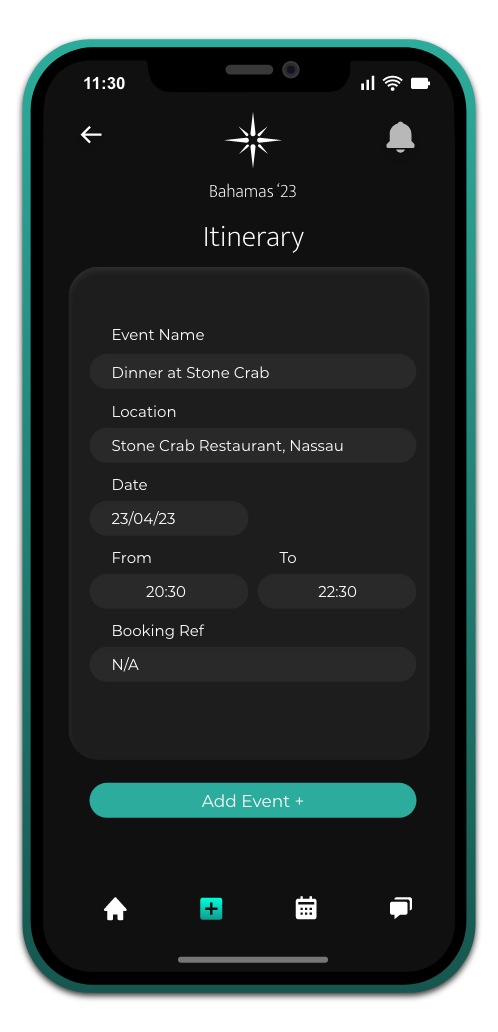 11:30
Bahamas ‘23
Itinerary
Event Name
Dinner at Stone Crab
Location
Stone Crab Restaurant, Nassau
Date
23/04/23
From To
20:30 22:30
Booking Ref
N/A
Add Event +